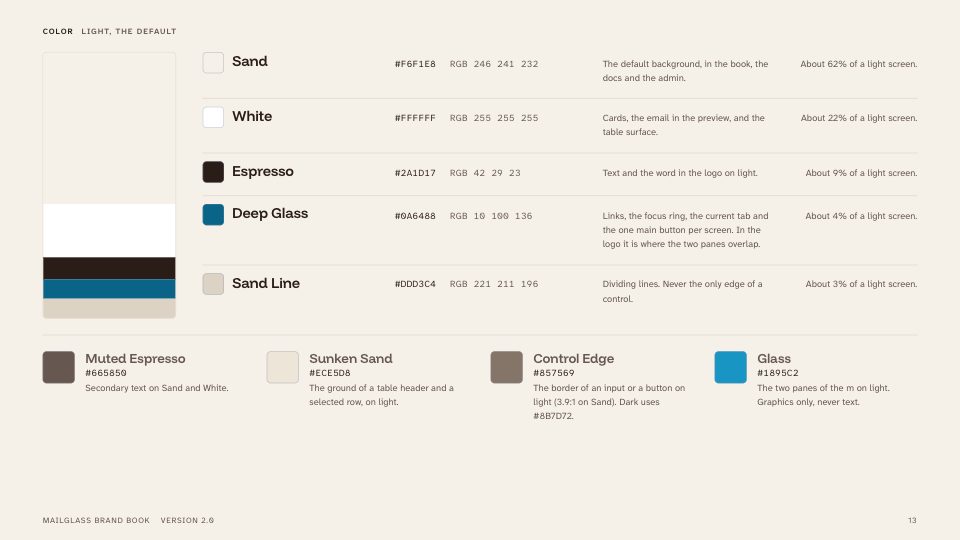 COLOR LIGHT, THE DEFAULT
Sand
#F6F1E8 RGB 246 241 232
The default background, in the book, the
docs and the admin.
About 62% of a light screen.
White
#FFFFFF RGB 255 255 255
Cards, the email in the preview, and the
table surface.
About 22% of a light screen.
Espresso
#2A1D17 RGB 42 29 23
Text and the word in the logo on light.
About 9% of a light screen.
Deep Glass
#0A6488 RGB 10 100 136
Links, the focus ring, the current tab and
the one main button per screen. In the
logo it is where the two panes overlap.
About 4% of a light screen.
Sand Line
#DDD3C4 RGB 221 211 196
Dividing lines. Never the only edge of a
control.
About 3% of a light screen.
Muted Espresso
#665850
Secondary text on Sand and White.
Sunken Sand
#ECE5D8
The ground of a table header and a
selected row, on light.
Control Edge
#857569
The border of an input or a button on
light (3.9:1 on Sand). Dark uses
#8B7D72.
Glass
#1895C2
The two panes of the m on light.
Graphics only, never text.
MAILGLASS BRAND BOOK VERSION 2.0
13